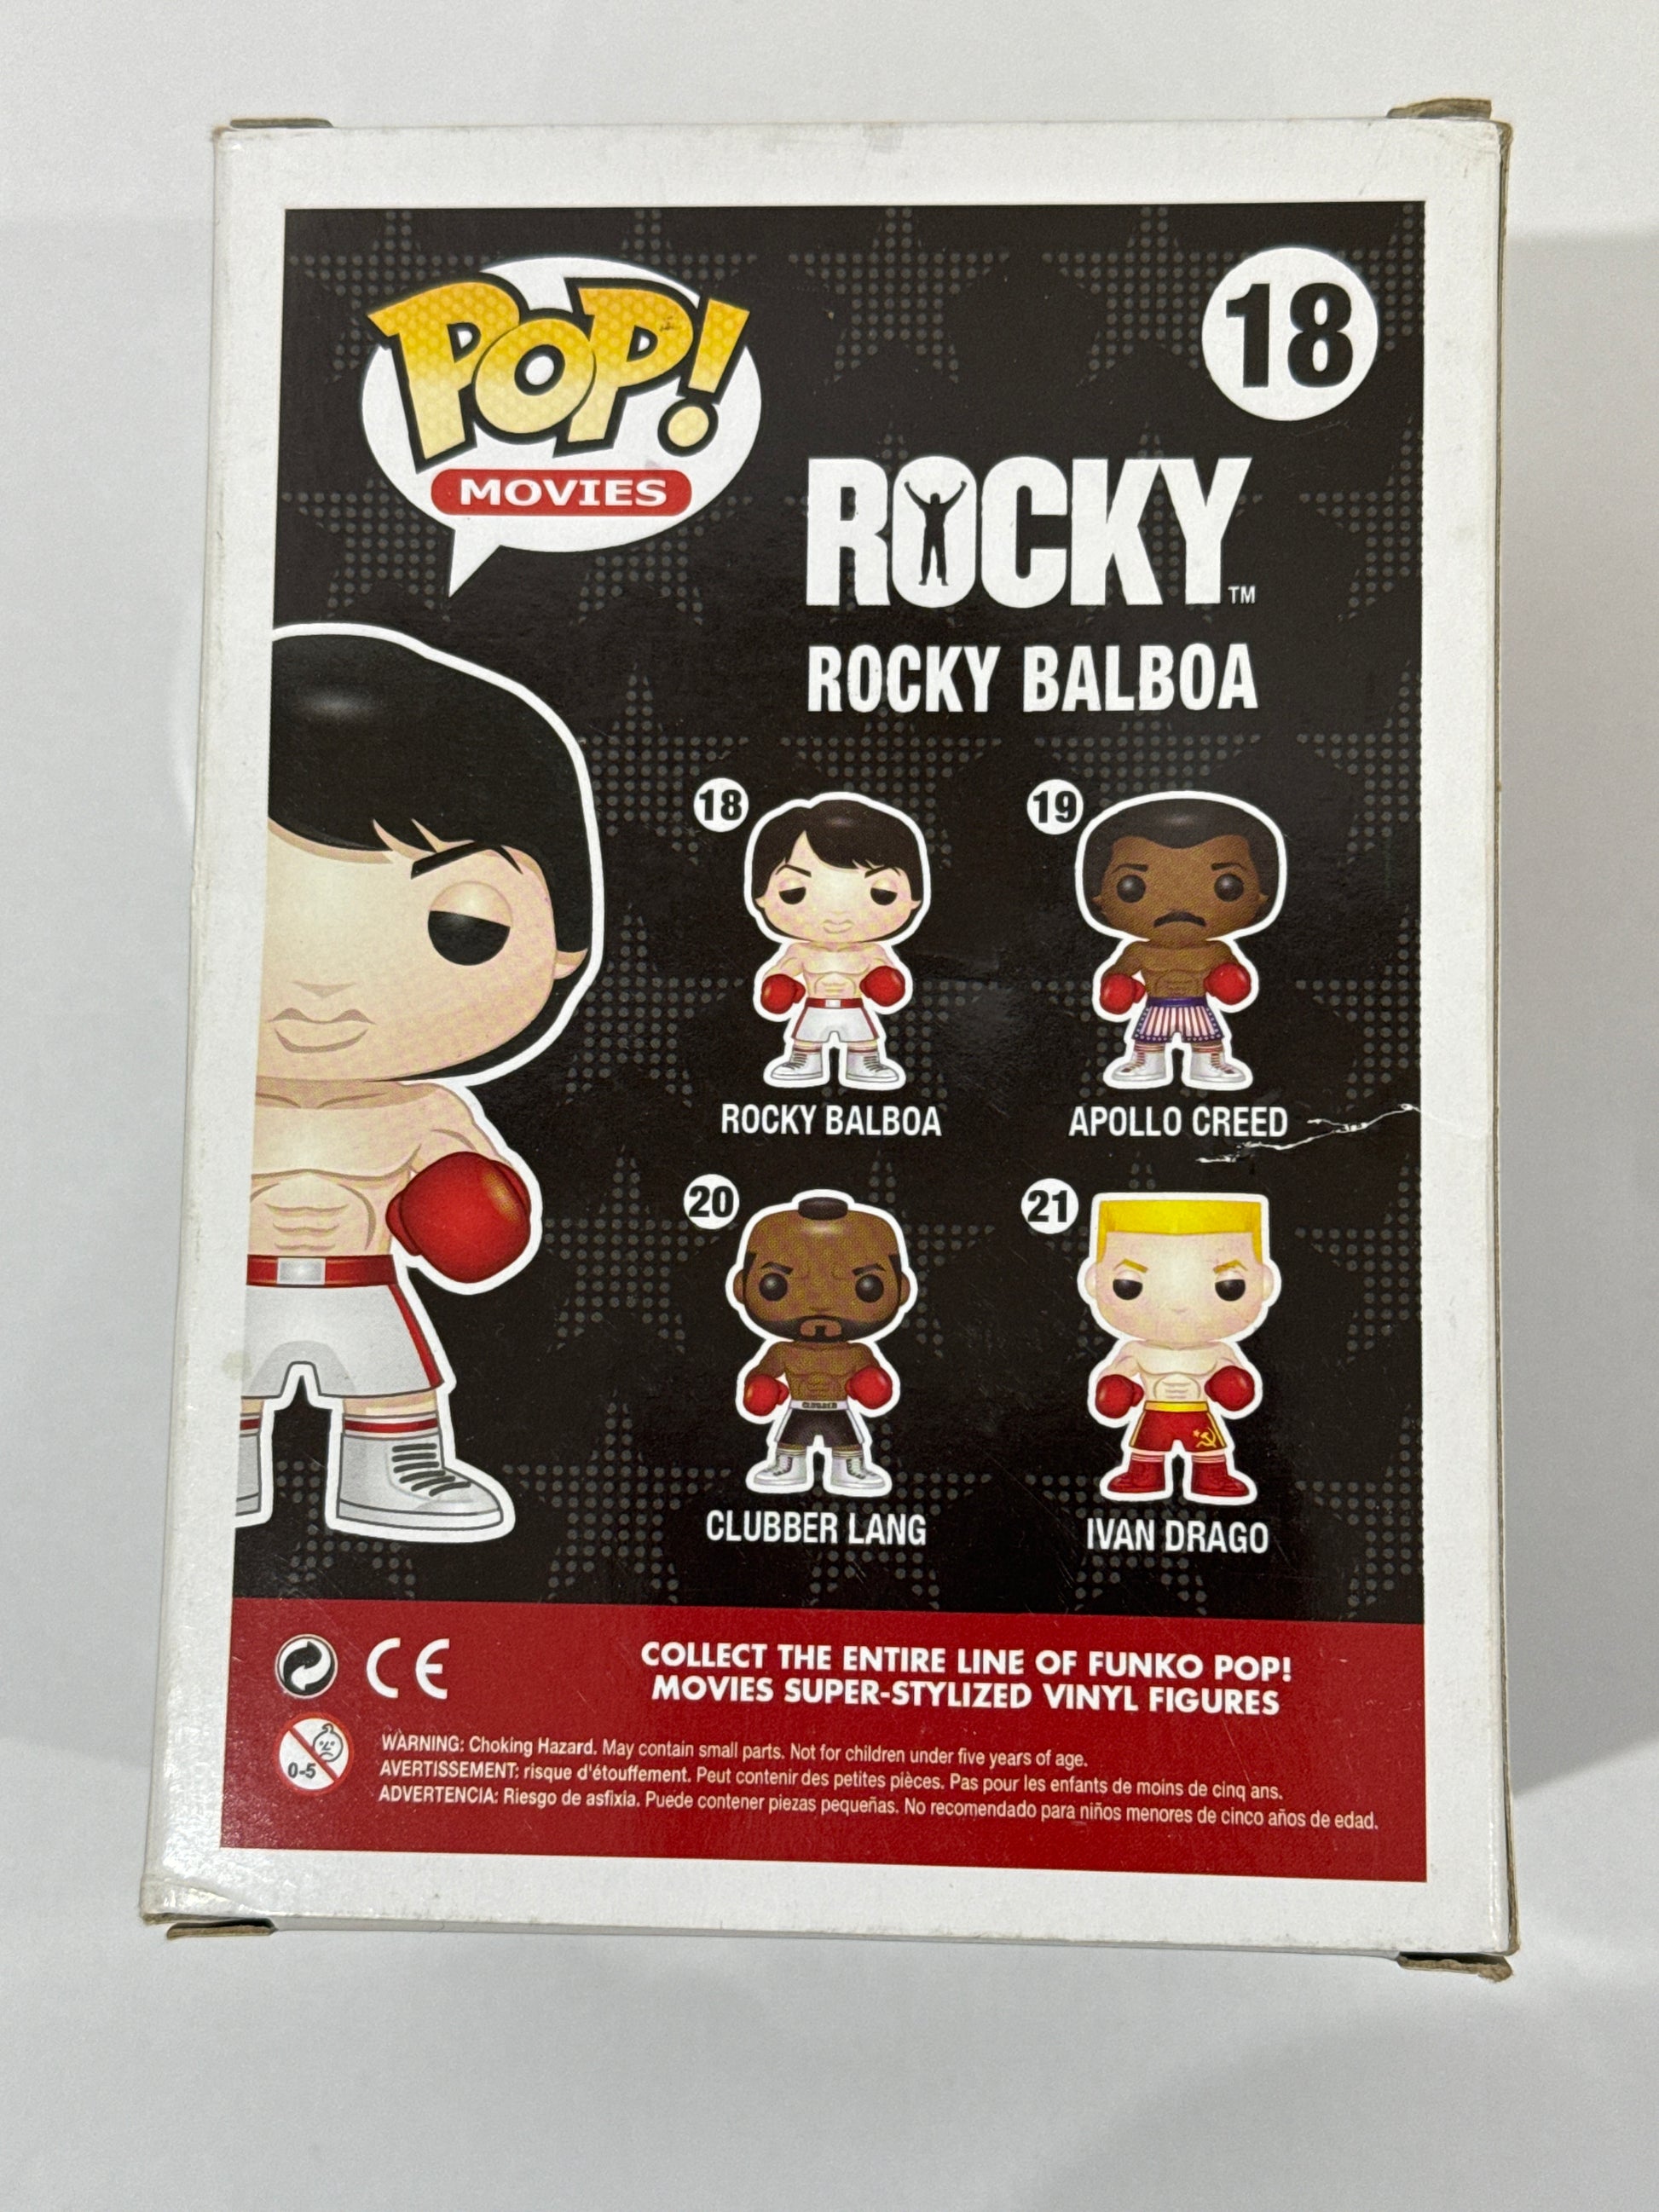 POP!
MOVIES
18
ROCKY™
ROCKY BALBOA
18
19
ROCKY BALBOA
APOLLO CREED
20
21
CLUBBER
CLUBBER LANG
IVAN DRAGO
CE
COLLECT THE ENTIRE LINE OF FUNKO POP!
MOVIES SUPER-STYLIZED VINYL FIGURES
0-5
WARNING: Choking Hazard. May contain small parts. Not for children under five years of age.
AVERTISSEMENT: risque d'étouffement. Peut contenir des petites pièces. Pas pour les enfants de moins de cinq ans.
ADVERTENCIA: Riesgo de asfixia. Puede contener piezas pequeñas. No recomendado para niños menores de cinco años de edad.